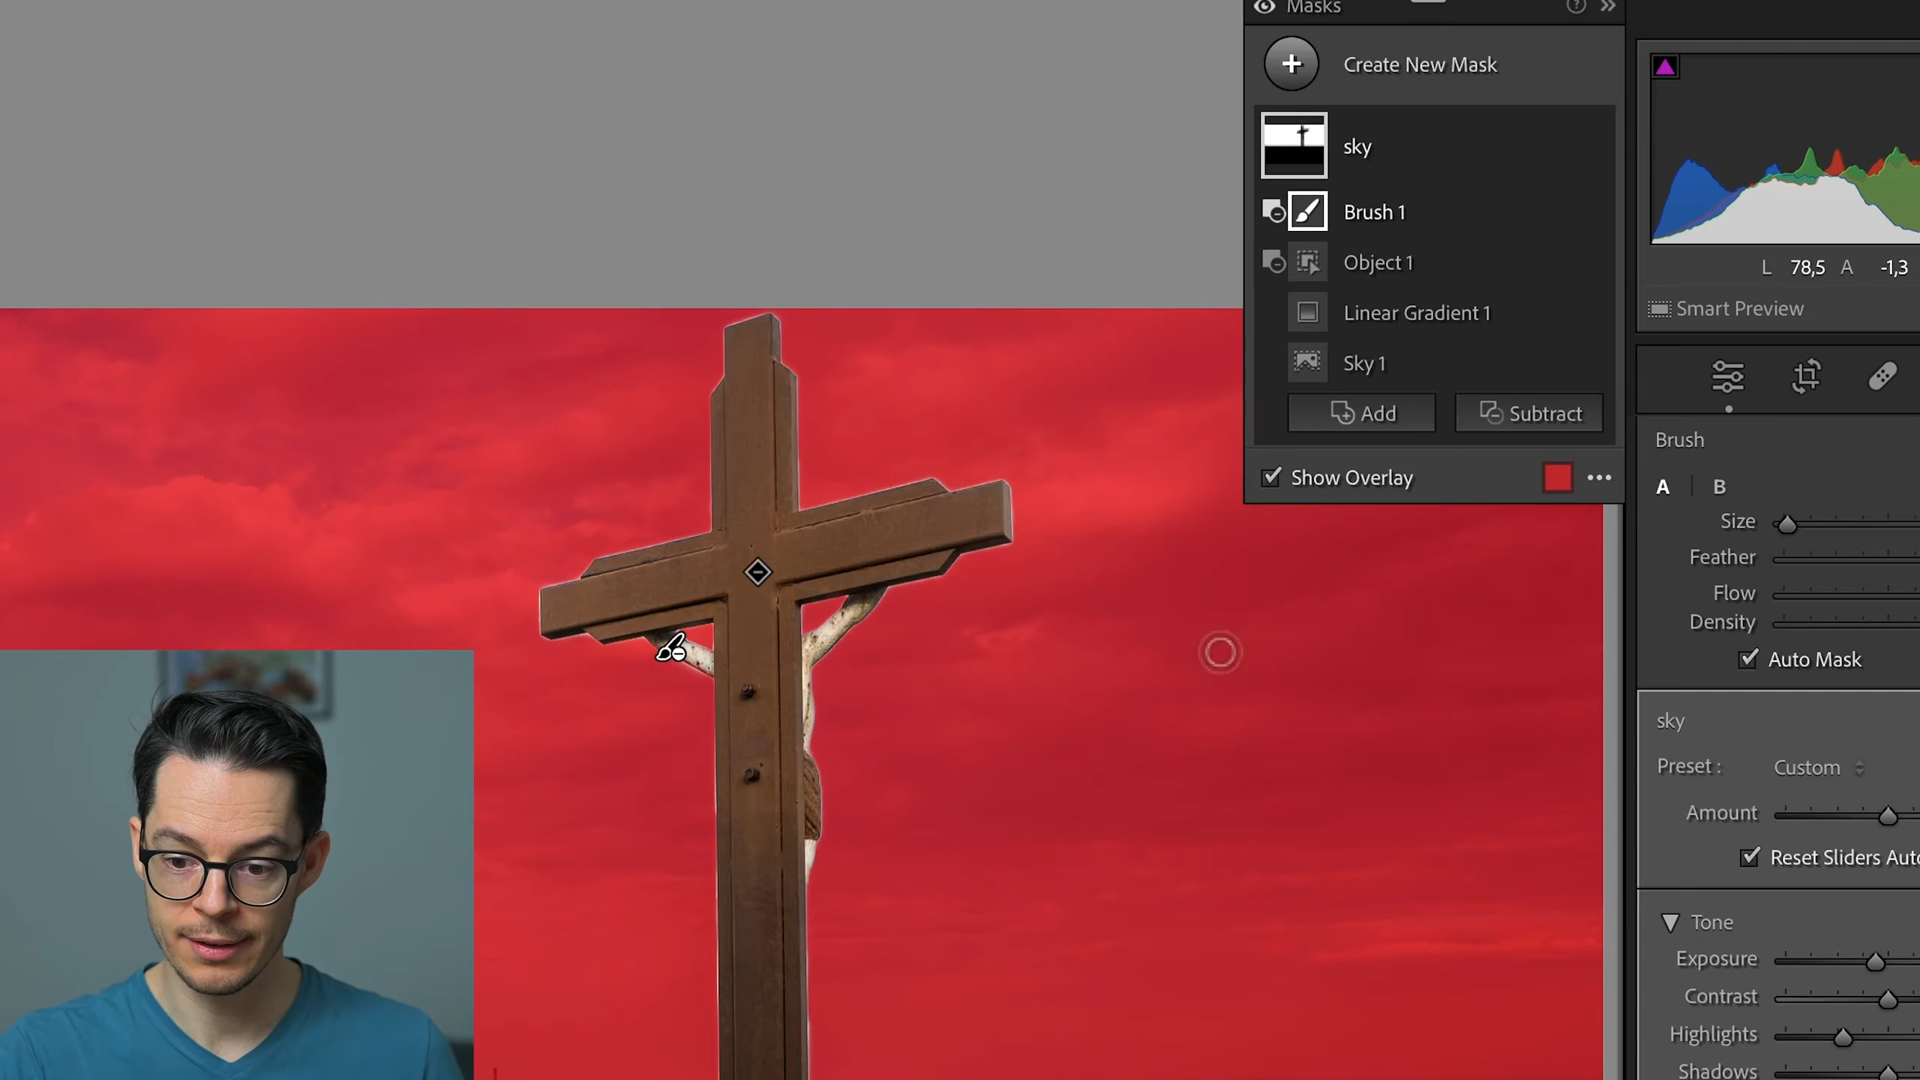 Masks
Create New Mask
sky
Brush 1
Object 1
Linear Gradient 1
Sky 1
Add
Subtract
Show Overlay
L 78,5 A -1,3
Smart Preview
Brush
A B
Size
Feather
Flow
Density
Auto Mask
sky
Preset : Custom
Amount
Reset Sliders Auto
Tone
Exposure
Contrast
Highlights
Shadows